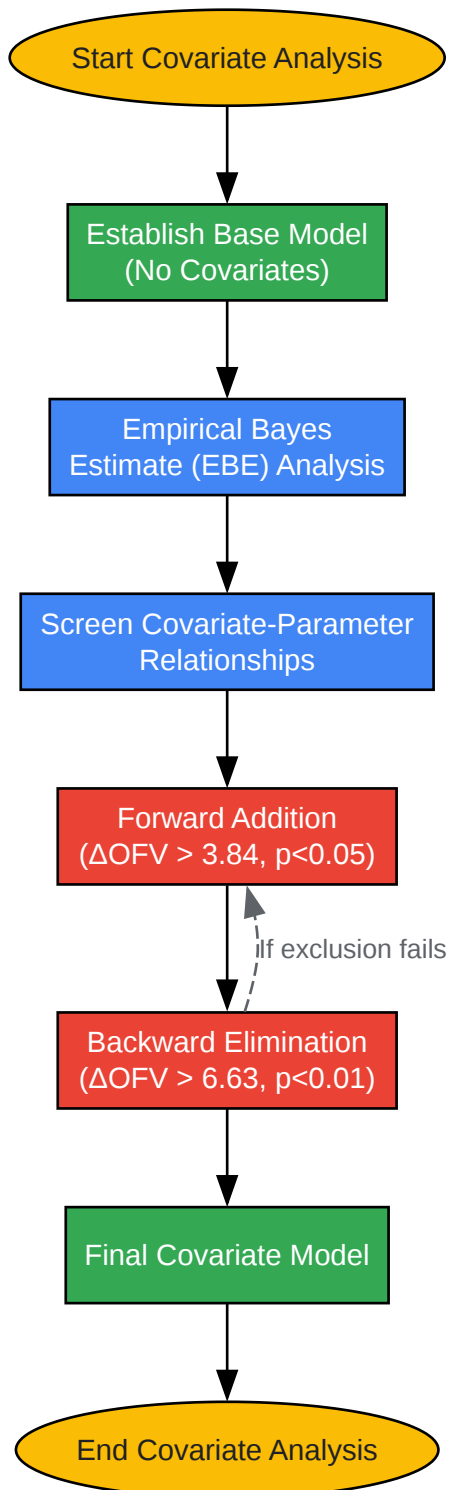 Start Covariate Analysis
Establish Base Model
(No Covariates)
Empirical Bayes
Estimate (EBE) Analysis
Screen Covariate-Parameter
Relationships
Forward Addition
(ΔOFV > 3.84, p<0.05)
If exclusion fails
Backward Elimination
(ΔOFV > 6.63, p<0.01)
Final Covariate Model
End Covariate Analysis